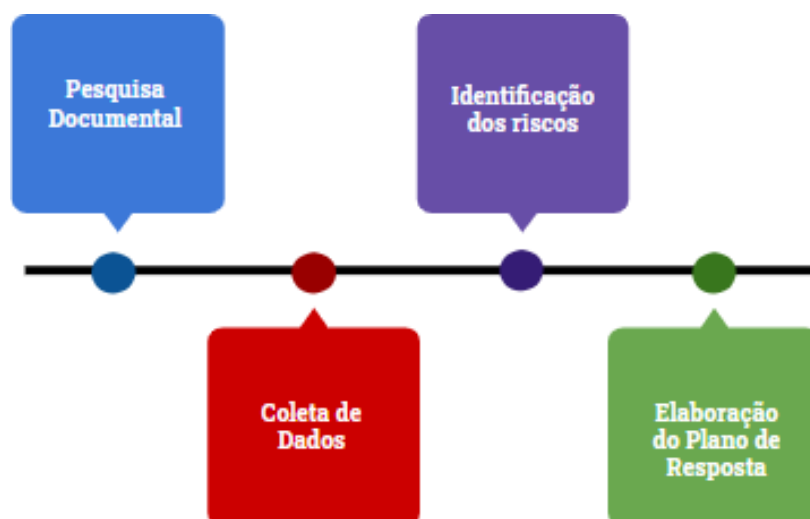 Pesquisa
Documental
Coleta de
Dados
Identificação
dos riscos
Elaboração
do Plano de
Resposta